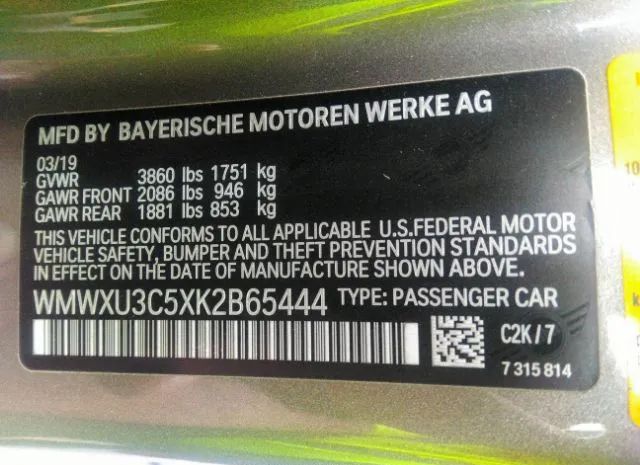 MFD BY BAYERISCHE MOTOREN WERKE AG
03/19
GVWR 3860 lbs 1751 kg
GAWR FRONT 2086 lbs 946 kg
GAWR REAR 1881 lbs 853 kg
THIS VEHICLE CONFORMS TO ALL APPLICABLE U.S.FEDERAL MOTOR
VEHICLE SAFETY, BUMPER AND THEFT PREVENTION STANDARDS
IN EFFECT ON THE DATE OF MANUFACTURE SHOWN ABOVE.
WMWXU3C5XK2B65444 TYPE: PASSENGER CAR
C2K/7
7 315 814
10